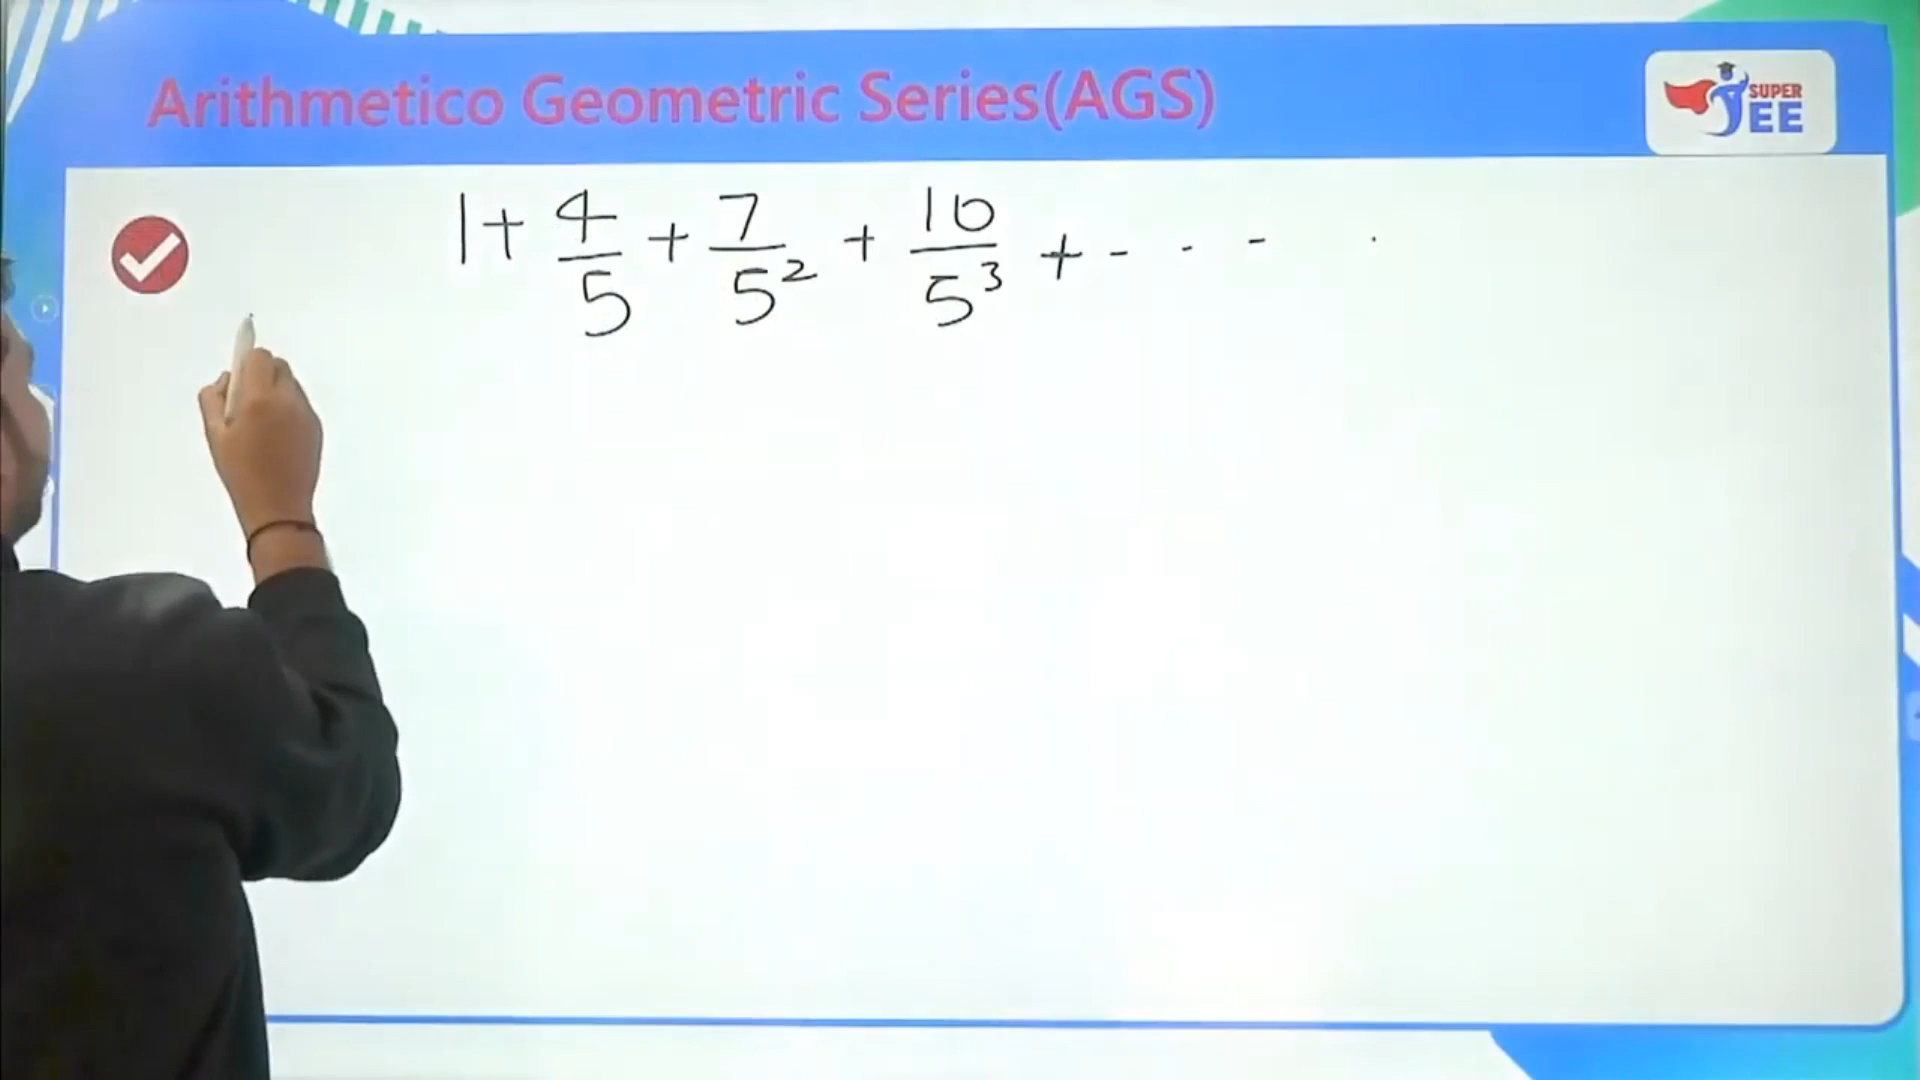 Arithmetico Geometric Series(AGS)
SUPER
JEE
1 + 4/5 + 7/5² + 10/5³ + - - - .